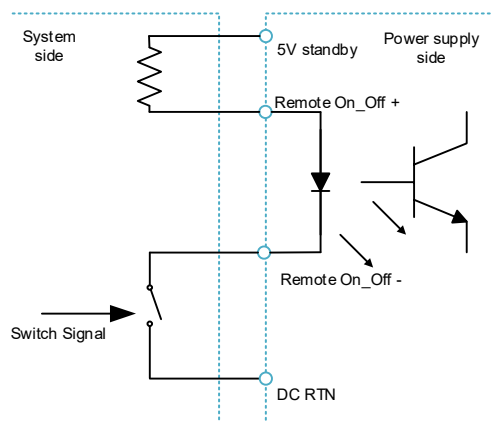 System
side
5V standby
Power supply
side
Remote On_Off +
Remote On_Off -
Switch Signal
DC RTN